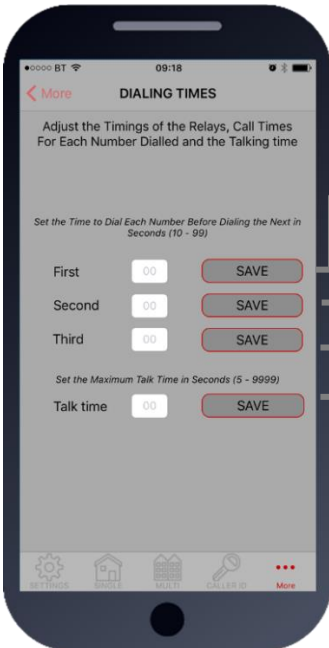 ●○○○○ BT 09:18
More DIALING TIMES
Adjust the Timings of the Relays, Call Times
For Each Number Dialled and the Talking time
Set the Time to Dial Each Number Before Dialing the Next in
Seconds (10 - 99)
First 00 SAVE
Second 00 SAVE
Third 00 SAVE
Set the Maximum Talk Time in Seconds (5 - 9999)
Talk time 00 SAVE
SETTINGS SINGLE MULTI CALLER ID More